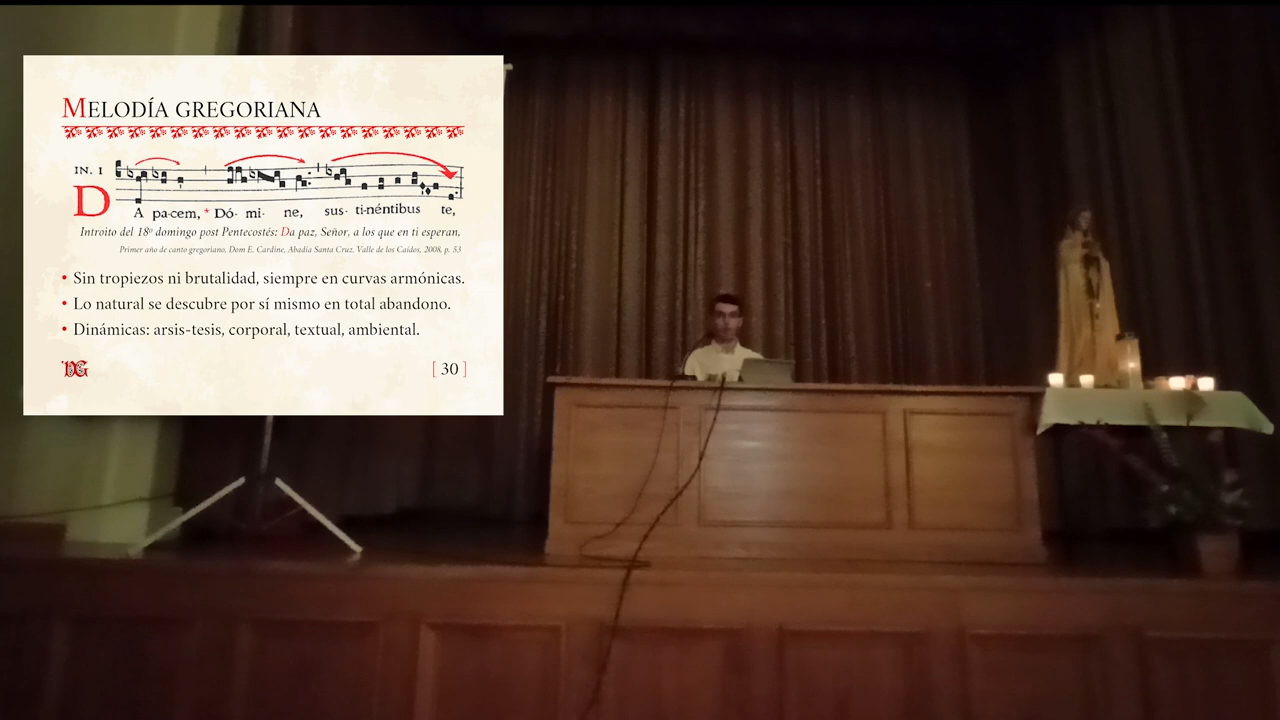 MELODÍA GREGORIANA
IN. I
DA pa-cem, * Dó- mi- ne, sus- ti-néntibus te,
Introito del 18º domingo post Pentecostés: Da paz, Señor, a los que en ti esperan,
Primer año de canto gregoriano, Dom E. Cardine, Abadía Santa Cruz. Valle de los Caídos, 2008, p. 53
• Sin tropiezos ni brutalidad, siempre en curvas armónicas.
• Lo natural se descubre por sí mismo en total abandono.
• Dinámicas: arsis-tesis, corporal, textual, ambiental.
[ 30 ]